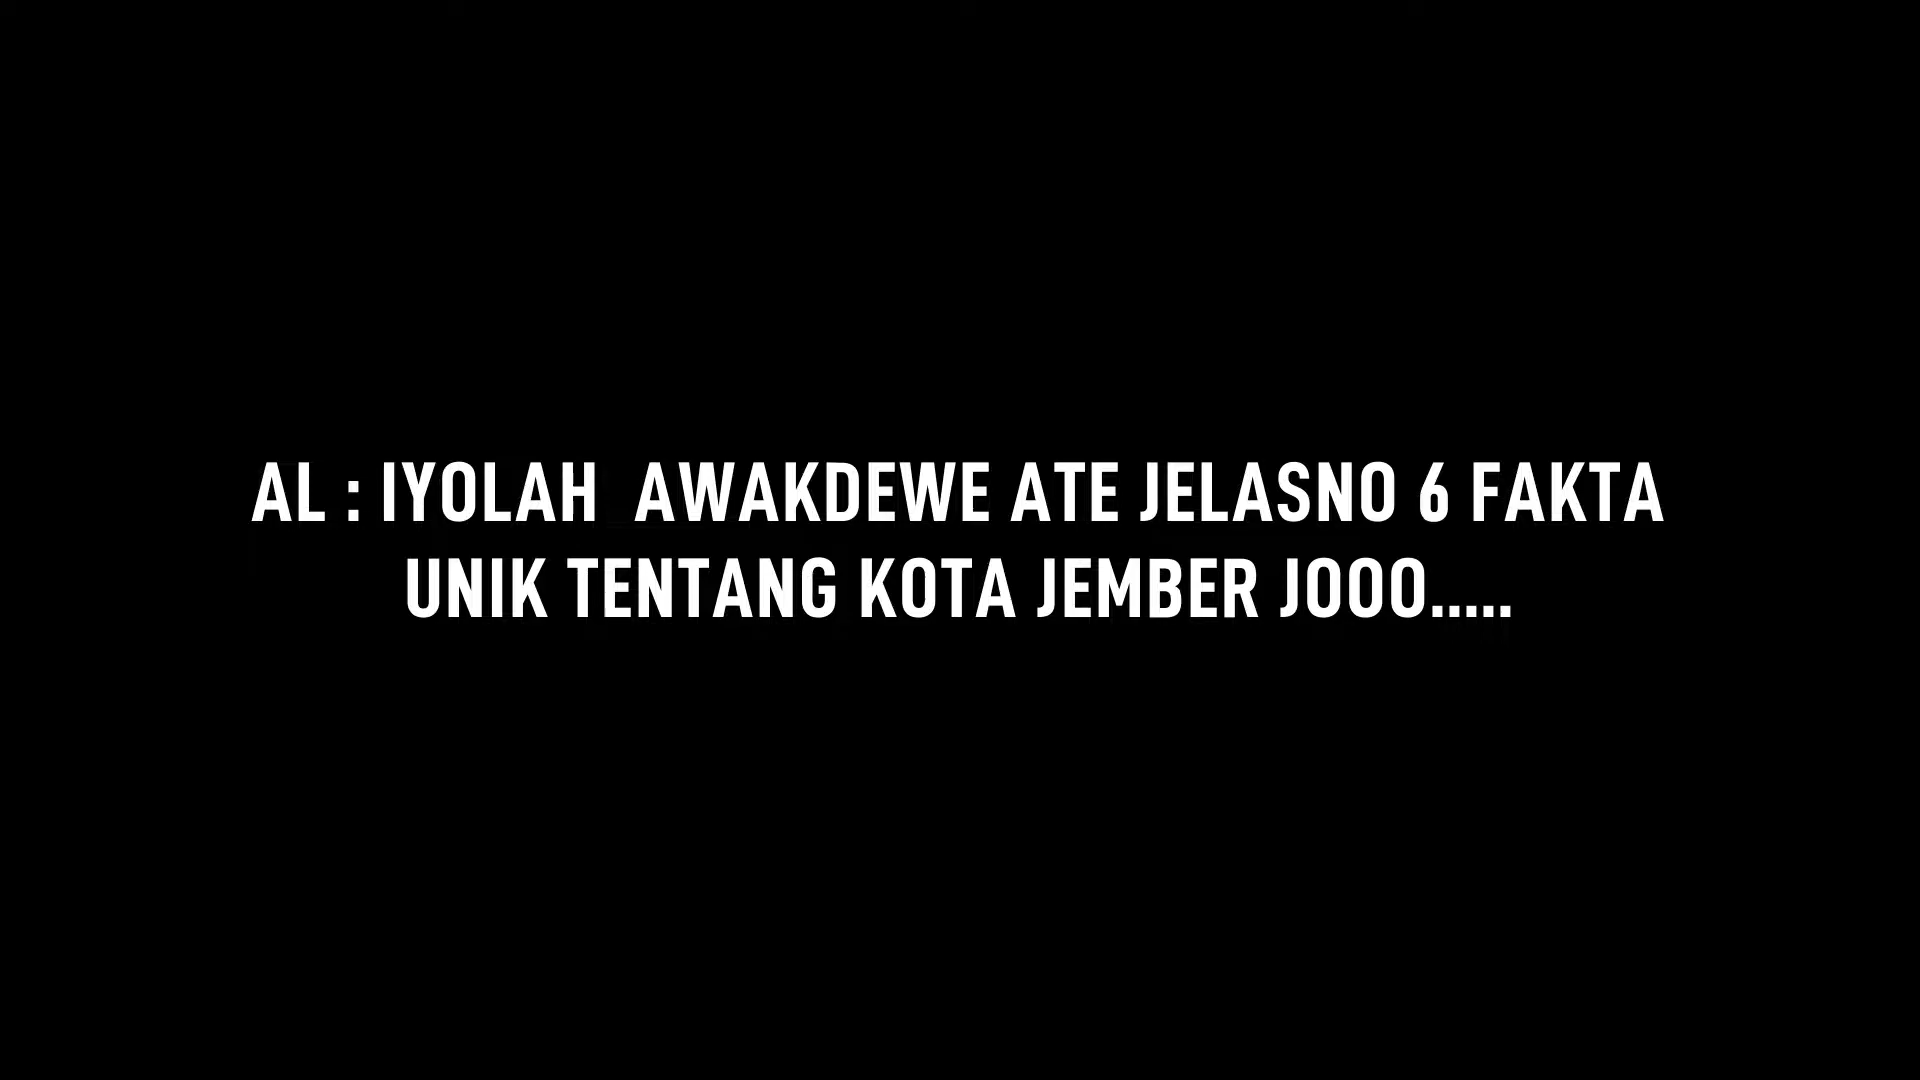 AL : IYOLAH  AWAKDEWE ATE JELASNO 6 FAKTA
UNIK TENTANG KOTA JEMBER JOOO.....